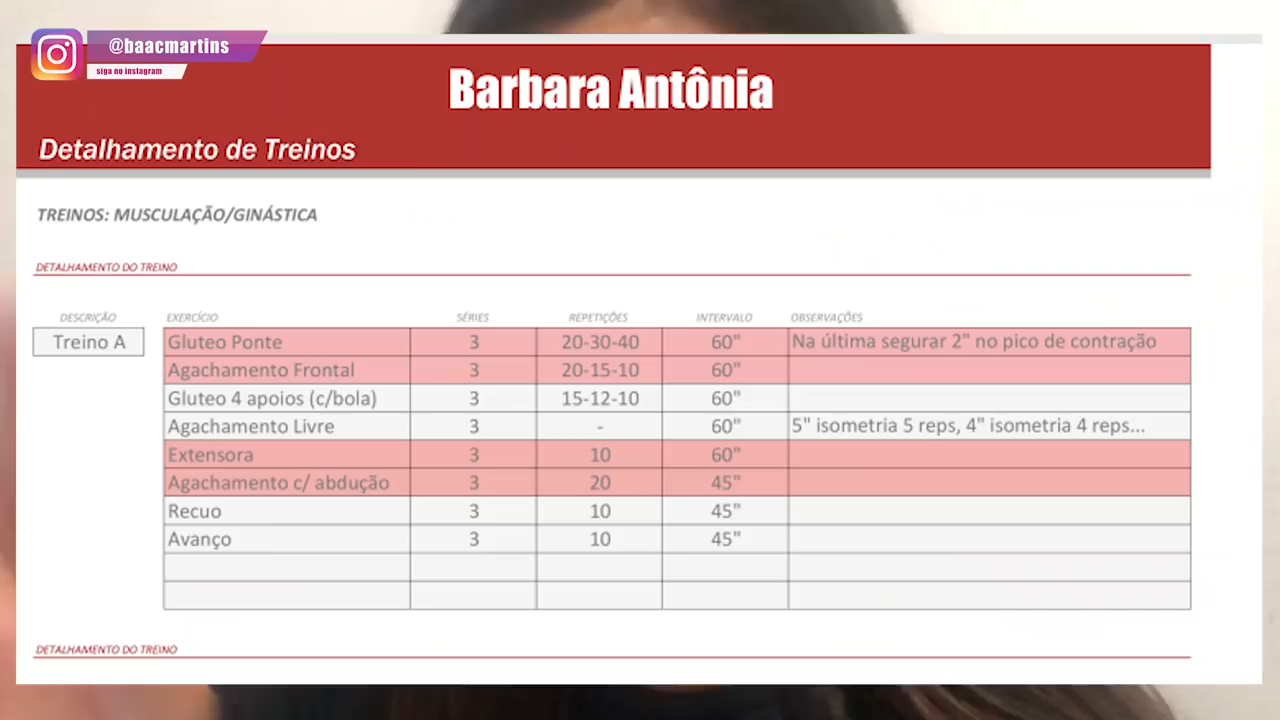 @baacmartins
siga no instagram
Barbara Antônia
Detalhamento de Treinos
TREINOS: MUSCULAÇÃO/GINÁSTICA
DETALHAMENTO DO TREINO
DESCRIÇÃO EXERCÍCIO SÉRIES REPETIÇÕES INTERVALO OBSERVAÇÕES
Treino A Gluteo Ponte 3 20-30-40 60" Na última segurar 2" no pico de contração
Agachamento Frontal 3 20-15-10 60"
Gluteo 4 apoios (c/bola) 3 15-12-10 60"
Agachamento Livre 3 - 60" 5" isometria 5 reps, 4" isometria 4 reps...
Extensora 3 10 60"
Agachamento c/ abdução 3 20 45"
Recuo 3 10 45"
Avanço 3 10 45"
DETALHAMENTO DO TREINO